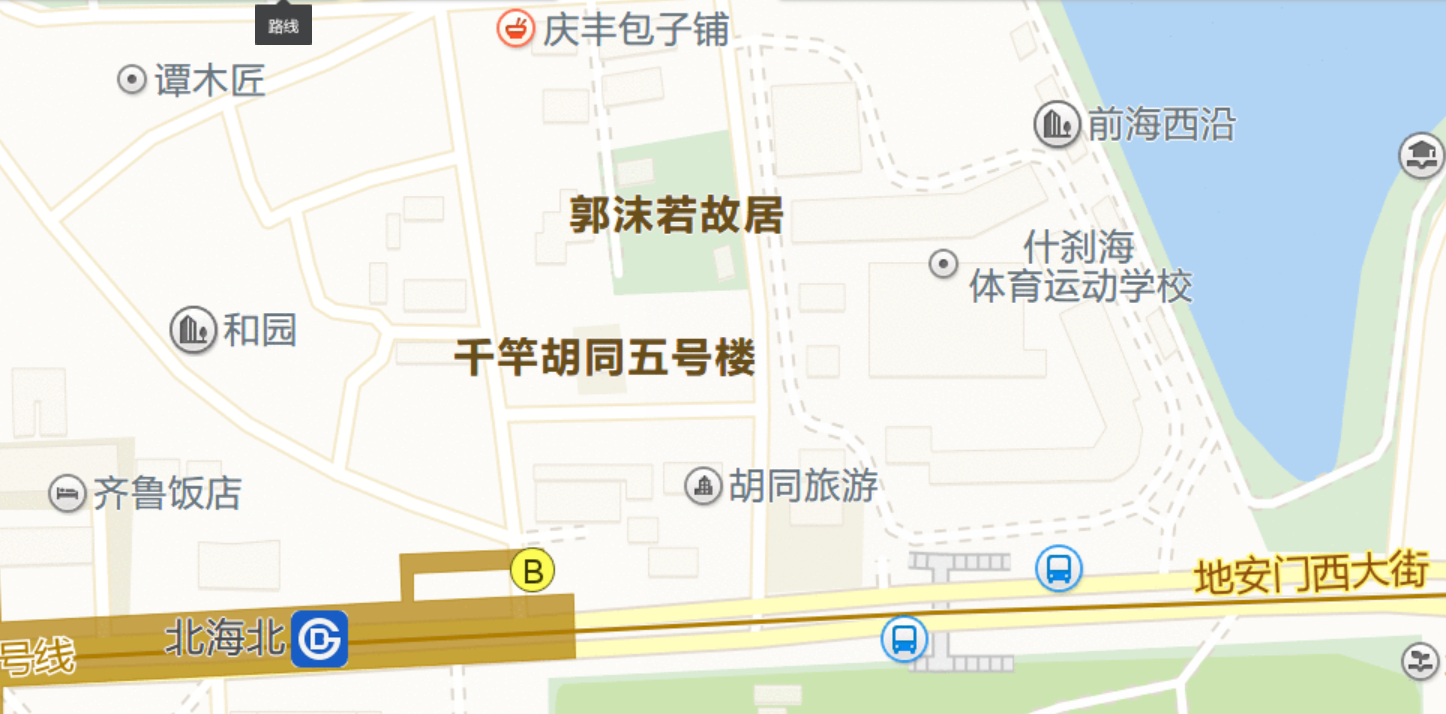 路线
庆丰包子铺
谭木匠
前海西沿
郭沫若故居
什刹海
体育运动学校
和园
千竿胡同五号楼
齐鲁饭店
胡同旅游
B
地安门西大街
北海北
号线